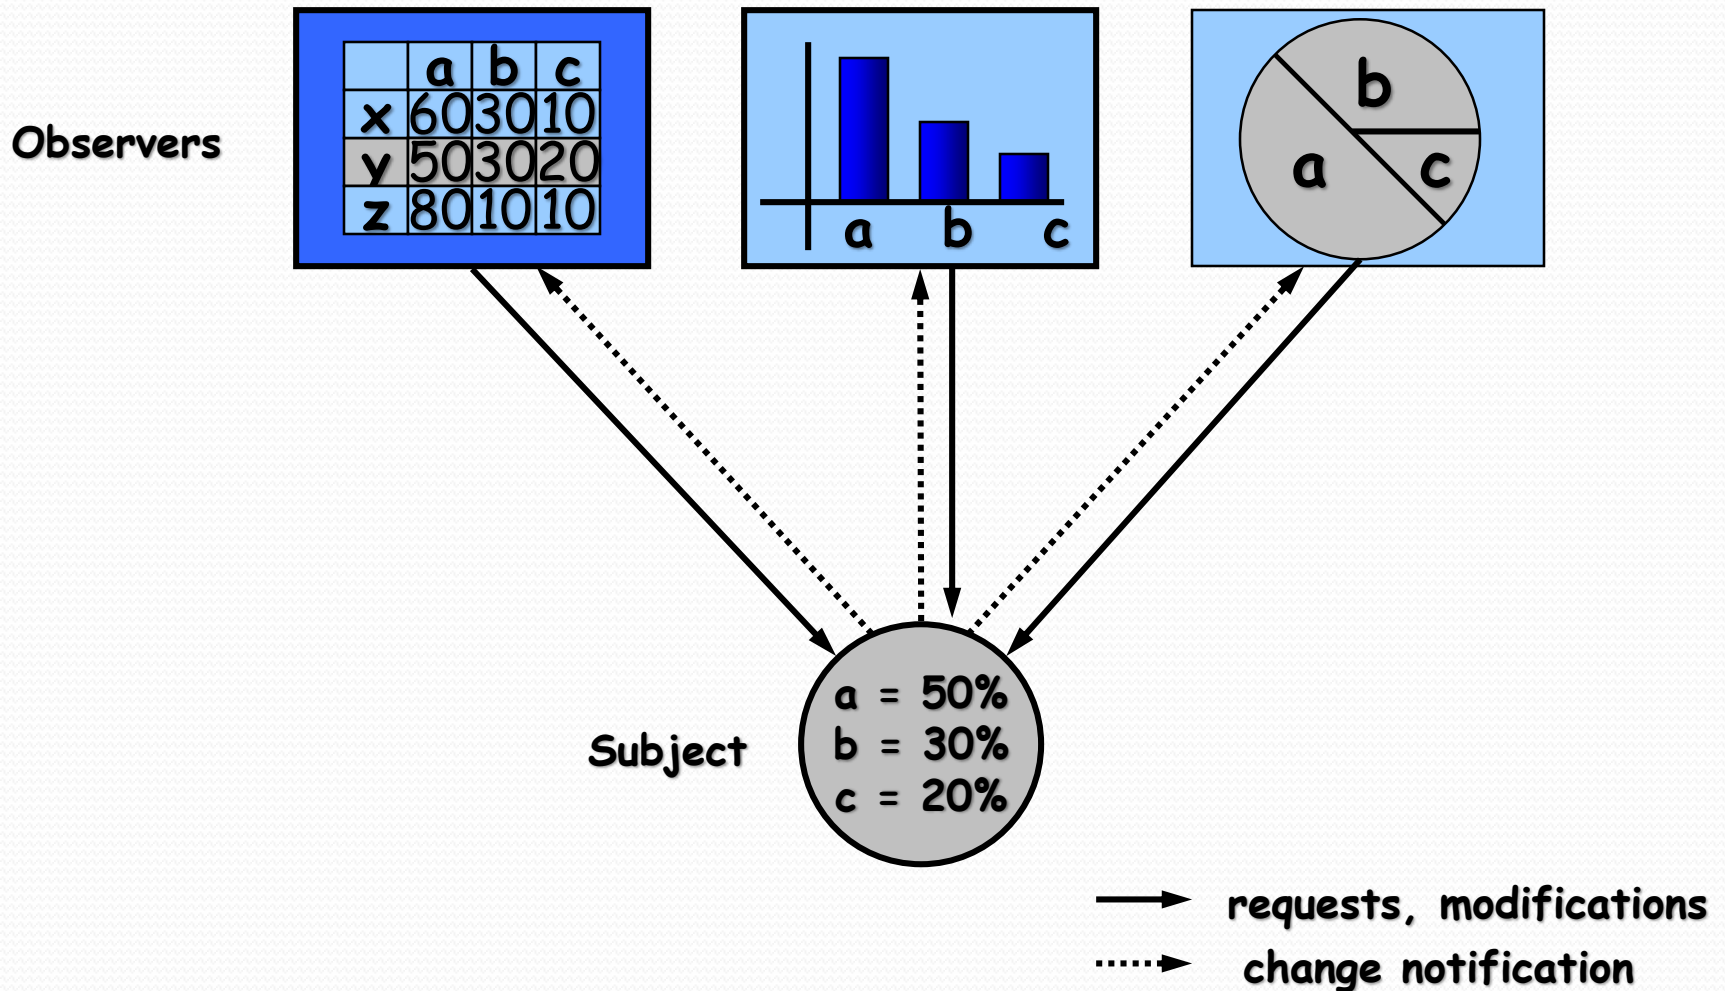 Observers
a b c
x 60 30 10
y 50 30 20
z 80 10 10
a b c
b
a c
Subject
a = 50%
b = 30%
c = 20%
requests, modifications
change notification